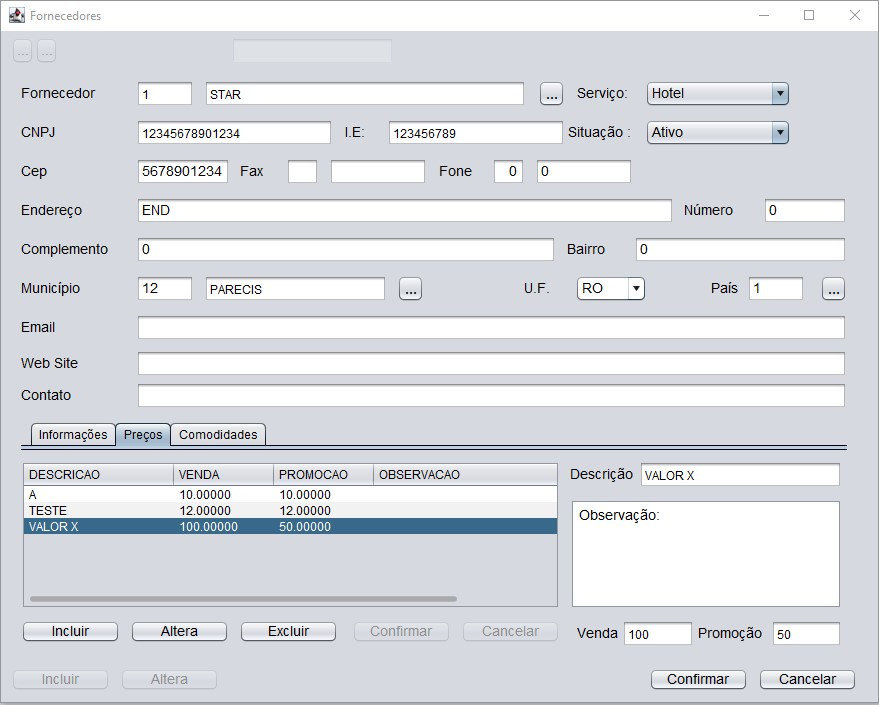 Fornecedores
... ...
Fornecedor 1 STAR ... Serviço: Hotel
CNPJ 12345678901234 I.E: 123456789 Situação : Ativo
Cep 5678901234 Fax Fone 0 0
Endereço END Número 0
Complemento 0 Bairro 0
Município 12 PARECIS ... U.F. RO País 1 ...
Email
Web Site
Contato
Informações Preços Comodidades
DESCRICAO VENDA PROMOCAO OBSERVACAO Descrição VALOR X
A 10.00000 10.00000
TESTE 12.00000 12.00000
VALOR X 100.00000 50.00000
Observação:
Incluir Altera Excluir Confirmar Cancelar Venda 100 Promoção 50
Incluir Altera Confirmar Cancelar